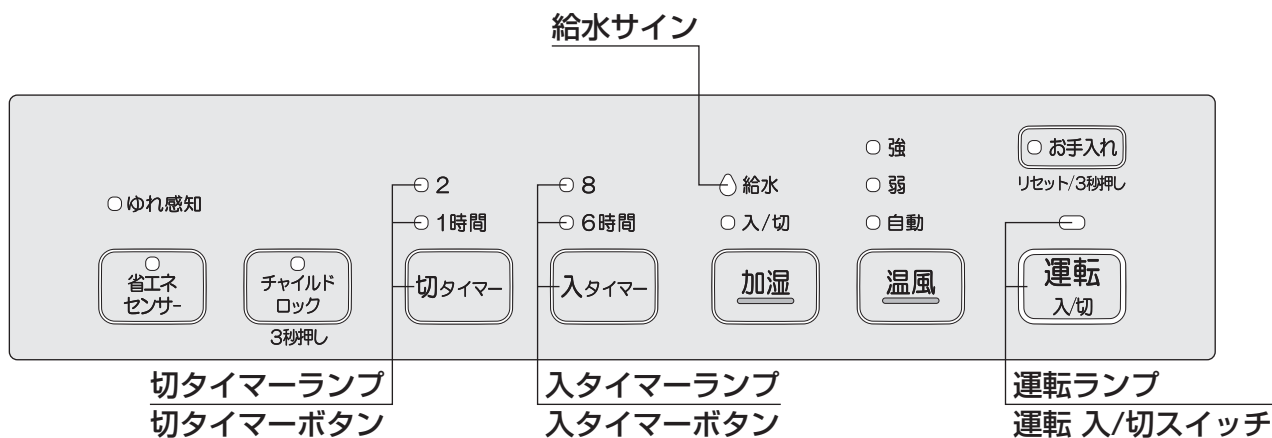 給水サイン
強
お手入れ
2
8
給水
弱
リセット/3秒押し
ゆれ感知
1時間
6時間
入/切
自動
省エネ
センサー
チャイルド
ロック
切タイマー
入タイマー
加湿
温風
運転
入/切
3秒押し
切タイマーランプ
入タイマーランプ
運転ランプ
切タイマーボタン
入タイマーボタン
運転 入/切スイッチ